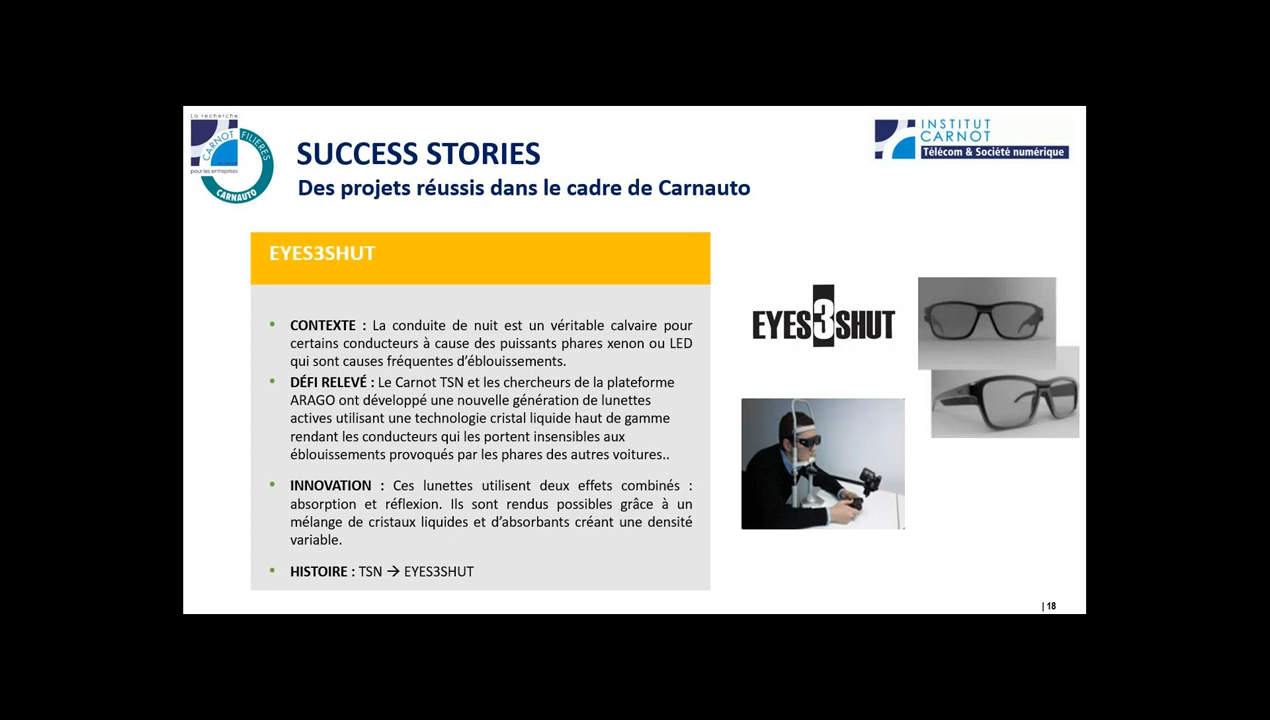 La recherche
CARNOT
FILIÈRES
pour les entreprises
CARNAUTO
SUCCESS STORIES
Des projets réussis dans le cadre de Carnauto
INSTITUT
CARNOT
Télécom & Société numérique
EYES3SHUT
• CONTEXTE : La conduite de nuit est un véritable calvaire pour
certains conducteurs à cause des puissants phares xenon ou LED
qui sont causes fréquentes d’éblouissements.
• DÉFI RELEVÉ : Le Carnot TSN et les chercheurs de la plateforme
ARAGO ont développé une nouvelle génération de lunettes
actives utilisant une technologie cristal liquide haut de gamme
rendant les conducteurs qui les portent insensibles aux
éblouissements provoqués par les phares des autres voitures..
• INNOVATION : Ces lunettes utilisent deux effets combinés :
absorption et réflexion. Ils sont rendus possibles grâce à un
mélange de cristaux liquides et d’absorbants créant une densité
variable.
• HISTOIRE : TSN → EYES3SHUT
EYES3SHUT
| 18